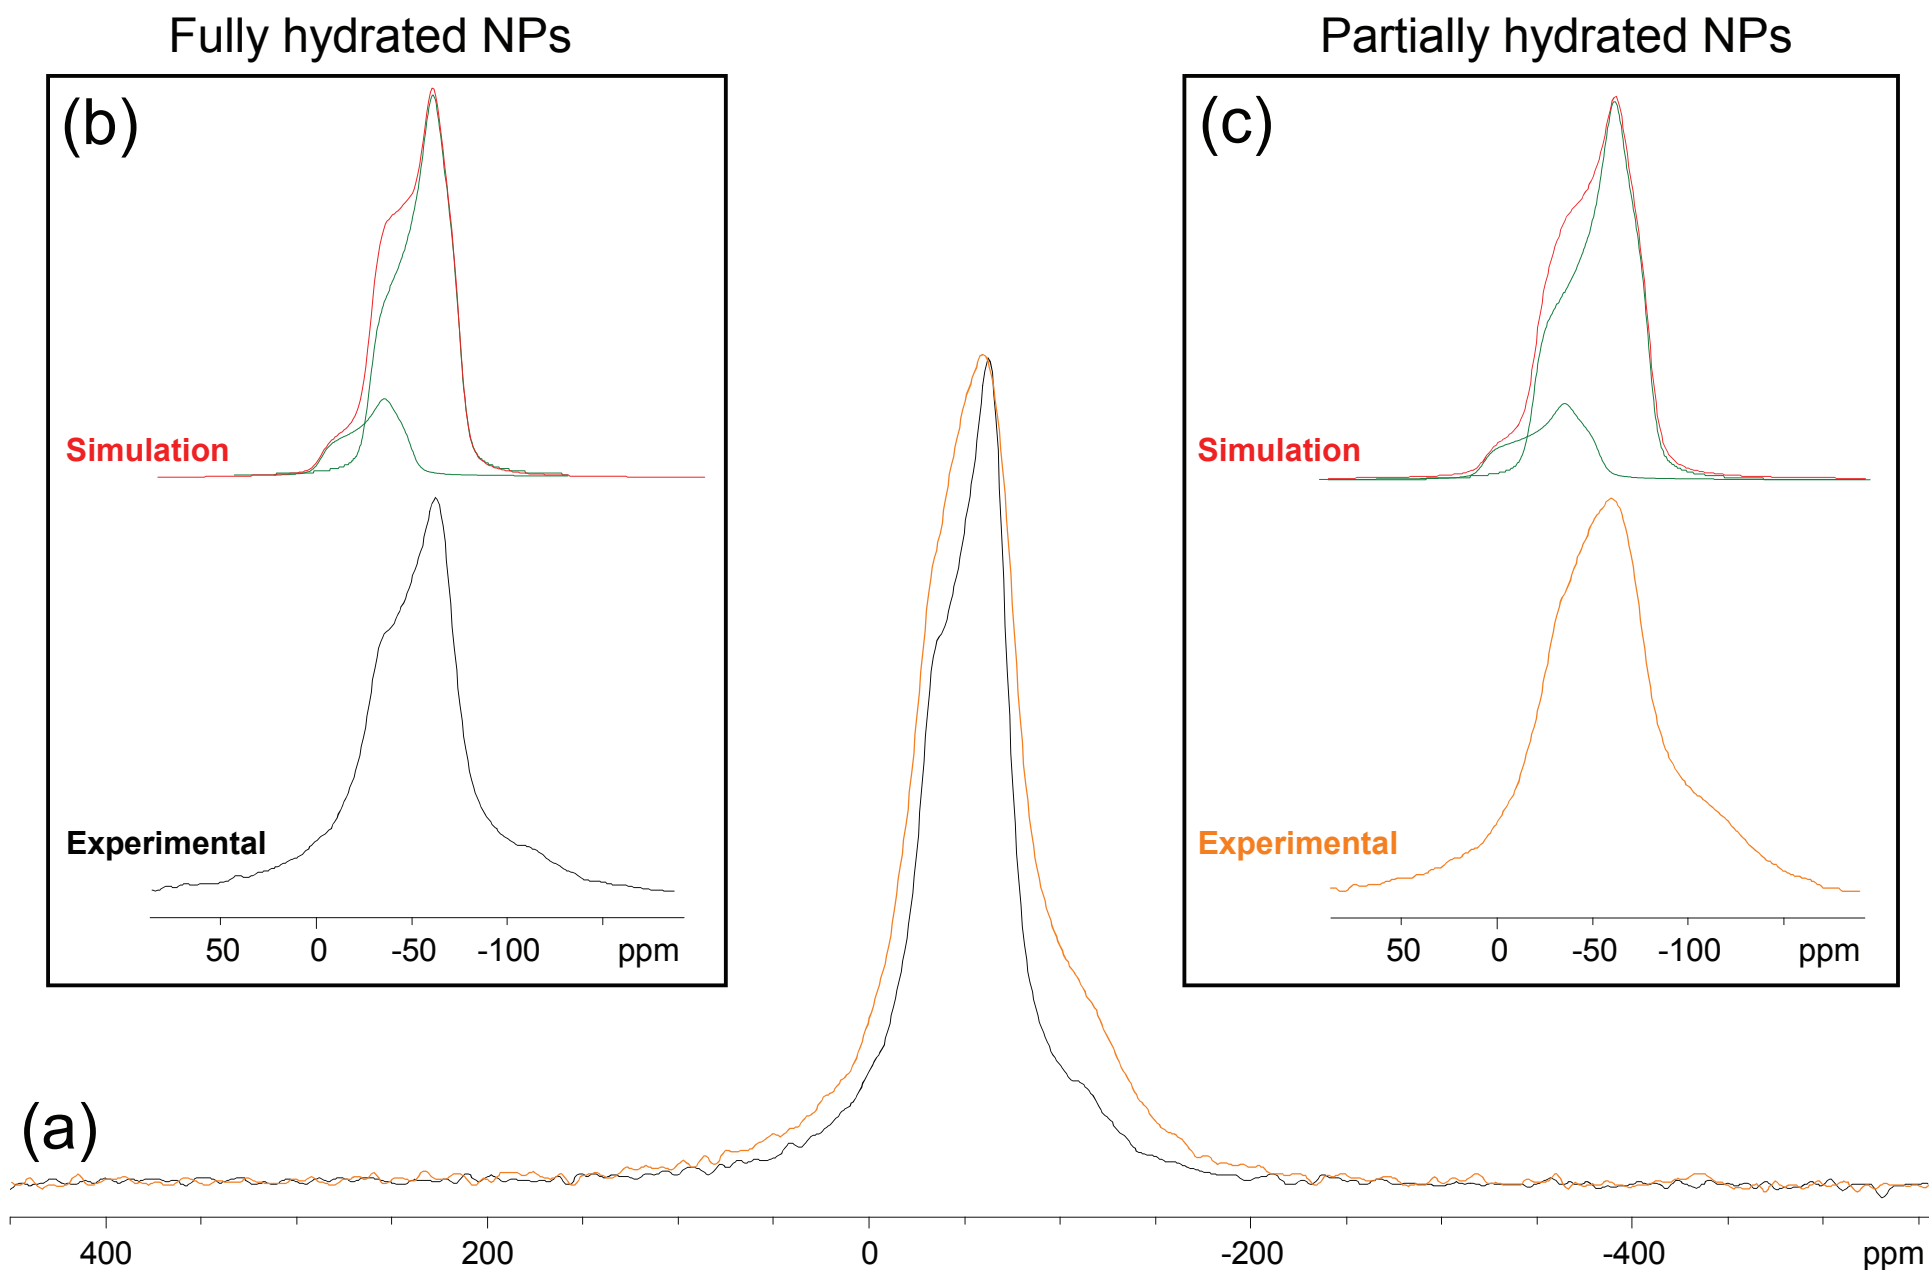 Fully hydrated NPs
Partially hydrated NPs
(b)
Simulation
Experimental
50 0 -50 -100 ppm
(c)
Simulation
Experimental
50 0 -50 -100 ppm
(a)
400 200 0 -200 -400 ppm